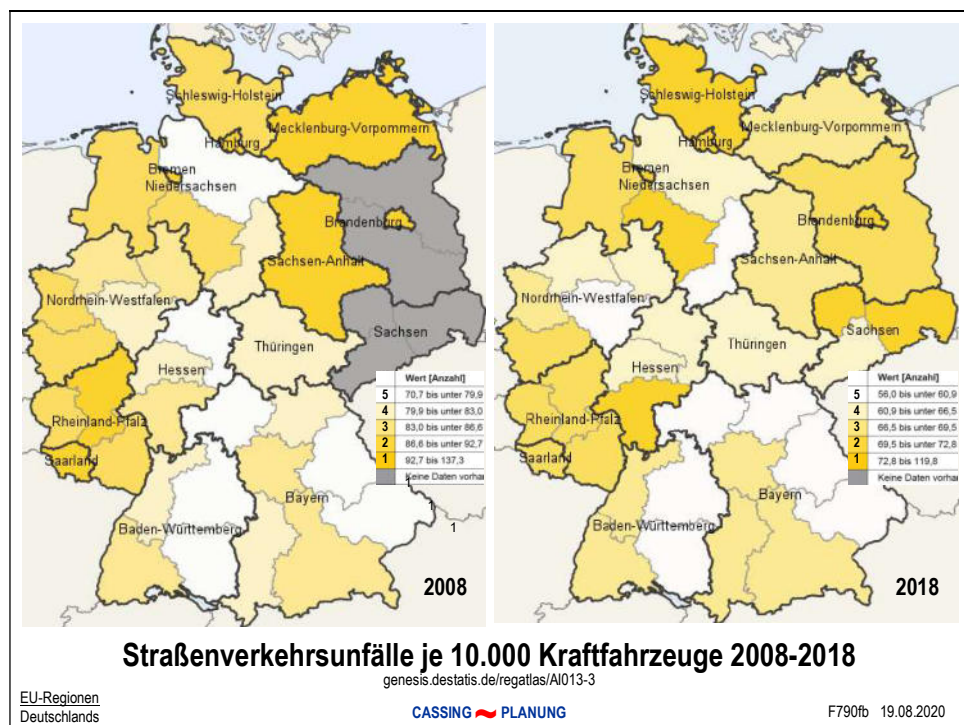 Schleswig-Holstein
Mecklenburg-Vorpommern
Hamburg
Bremen
Niedersachsen
Brandenburg
Sachsen-Anhalt
Nordrhein-Westfalen
Sachsen
Thüringen
Hessen
Rheinland-Pfalz
Saarland
Bayern
Baden-Württemberg
Wert [Anzahl]
5 70,7 bis unter 79,9
4 79,9 bis unter 83,0
3 83,0 bis unter 86,6
2 86,6 bis unter 92,7
1 92,7 bis 137,3
Keine Daten vorha
1
1
1
2008
Schleswig-Holstein
Mecklenburg-Vorpommern
Hamburg
Bremen
Niedersachsen
Brandenburg
Sachsen-Anhalt
Nordrhein-Westfalen
Sachsen
Thüringen
Hessen
Rheinland-Pfalz
Saarland
Bayern
Baden-Württemberg
Wert [Anzahl]
5 56,0 bis unter 60,9
4 60,9 bis unter 66,5
3 66,5 bis unter 69,5
2 69,5 bis unter 72,8
1 72,8 bis 119,8
Keine Daten vorha
2018
Straßenverkehrsunfälle je 10.000 Kraftfahrzeuge 2008-2018
genesis.destatis.de/regatlas/AI013-3
EU-Regionen
Deutschlands
CASSING PLANUNG
F790fb 19.08.2020